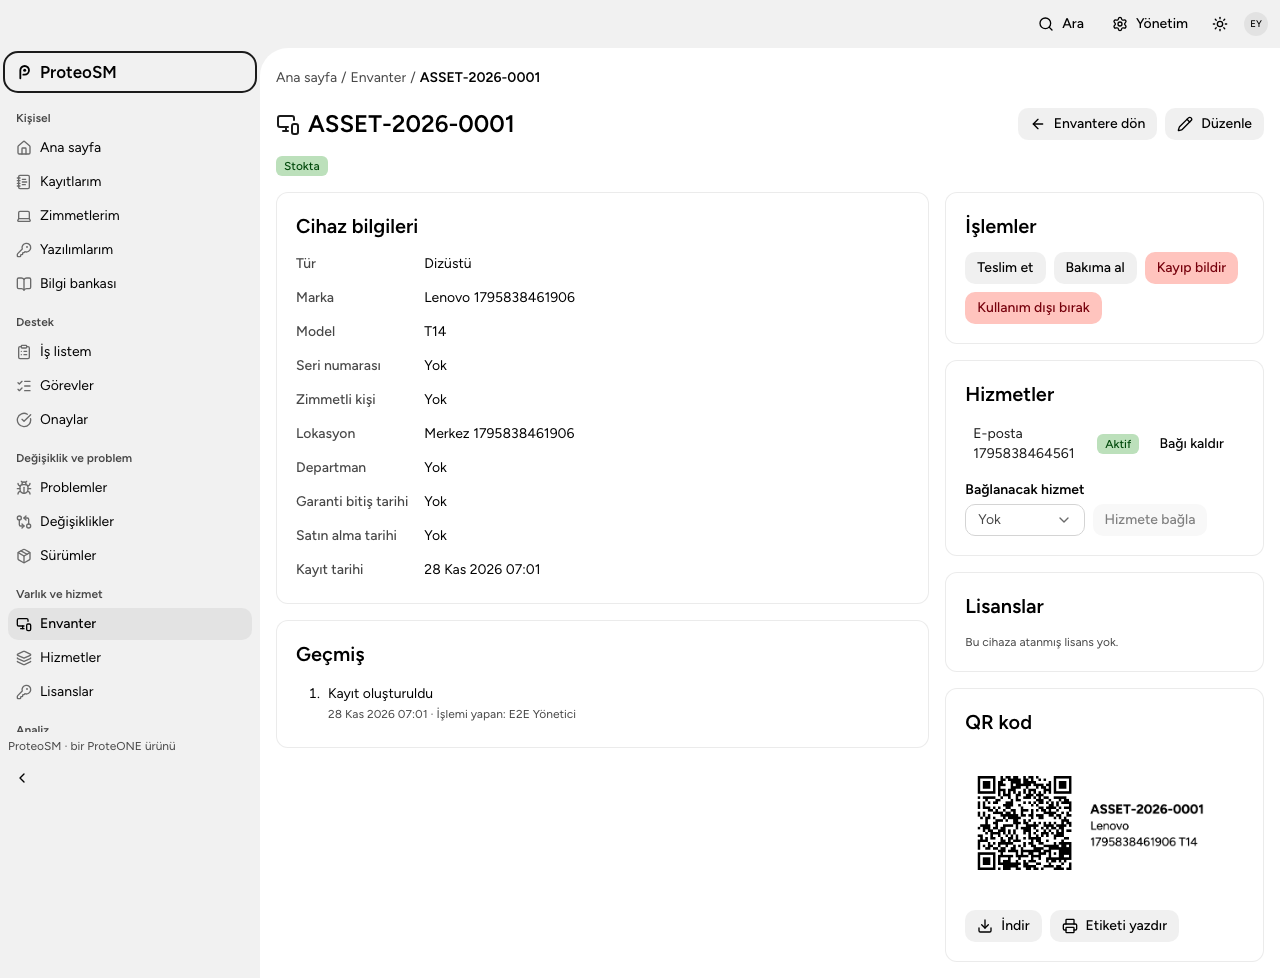 Ara
Yönetim
EY
ProteoSM
Kişisel
Ana sayfa
Kayıtlarım
Zimmetlerim
Yazılımlarım
Bilgi bankası
Destek
İş listem
Görevler
Onaylar
Değişiklik ve problem
Problemler
Değişiklikler
Sürümler
Varlık ve hizmet
Envanter
Hizmetler
Lisanslar
Analiz
ProteoSM · bir ProteONE ürünü
Ana sayfa / Envanter / ASSET-2026-0001
ASSET-2026-0001
Envantere dön
Düzenle
Stokta
Cihaz bilgileri
Tür Dizüstü
Marka Lenovo 1795838461906
Model T14
Seri numarası Yok
Zimmetli kişi Yok
Lokasyon Merkez 1795838461906
Departman Yok
Garanti bitiş tarihi Yok
Satın alma tarihi Yok
Kayıt tarihi 28 Kas 2026 07:01
Geçmiş
1. Kayıt oluşturuldu
28 Kas 2026 07:01 · İşlemi yapan: E2E Yönetici
İşlemler
Teslim et
Bakıma al
Kayıp bildir
Kullanım dışı bırak
Hizmetler
E-posta
1795838464561
Aktif
Bağı kaldır
Bağlanacak hizmet
Yok
Hizmete bağla
Lisanslar
Bu cihaza atanmış lisans yok.
QR kod
ASSET-2026-0001
Lenovo
1795838461906 T14
İndir
Etiketi yazdır